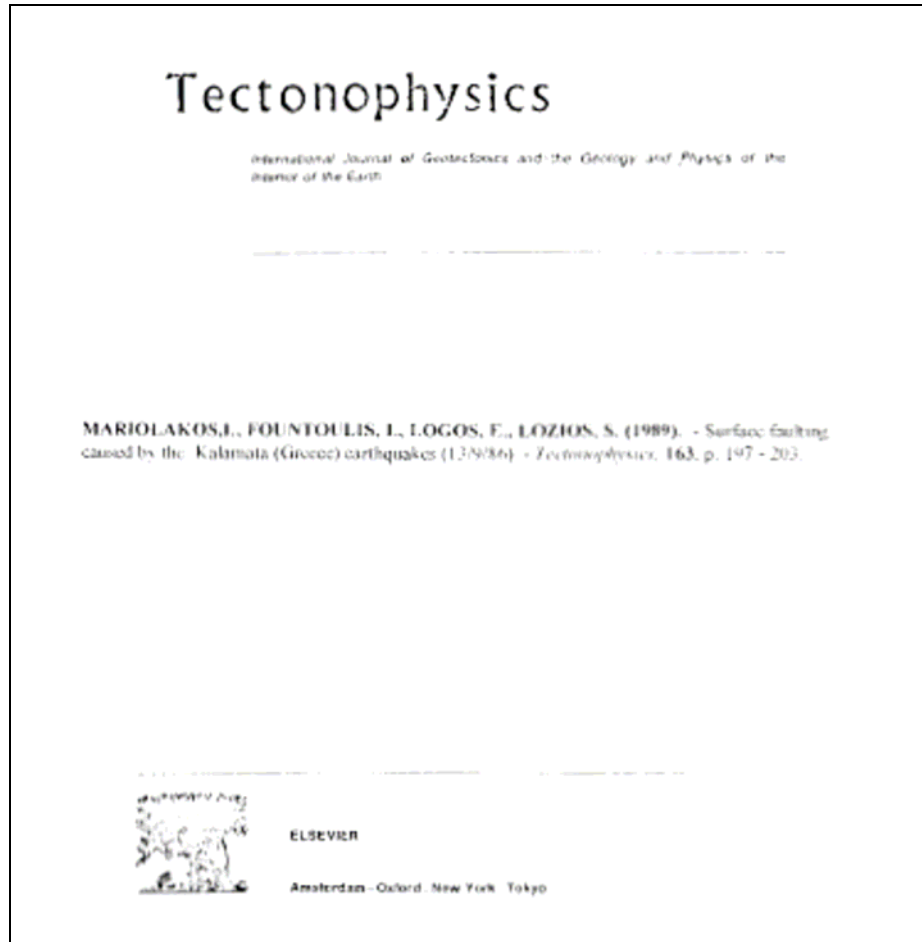 Tectonophysics
International Journal of Geotectonics and the Geology and Physics of the
Interior of the Earth
MARIOLAKOS,I., FOUNTOULIS, I., LOGOS, E., LOZIOS, S. (1989). - Surface faulting
caused by the Kalamata (Greece) earthquakes (13/9/86). - Tectonophysics, 163, p. 197 - 203.
ELSEVIER
Amsterdam - Oxford . New York Tokyo